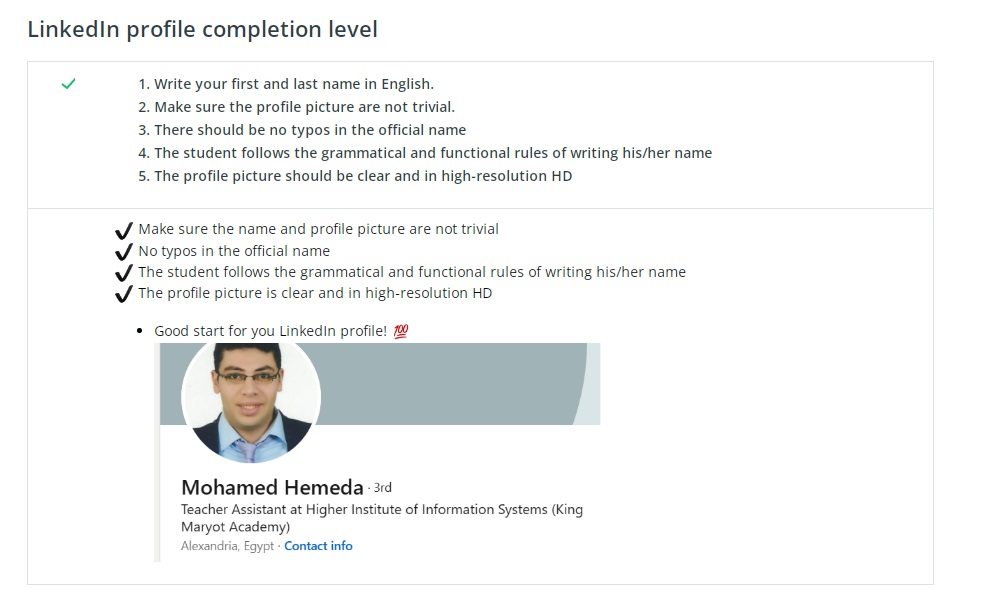 LinkedIn profile completion level
1. Write your first and last name in English.
2. Make sure the profile picture are not trivial.
3. There should be no typos in the official name
4. The student follows the grammatical and functional rules of writing his/her name
5. The profile picture should be clear and in high-resolution HD
Make sure the name and profile picture are not trivial
No typos in the official name
The student follows the grammatical and functional rules of writing his/her name
The profile picture is clear and in high-resolution HD
• Good start for you LinkedIn profile! 💯
Mohamed Hemeda · 3rd
Teacher Assistant at Higher Institute of Information Systems (King
Maryot Academy)
Alexandria, Egypt · Contact info